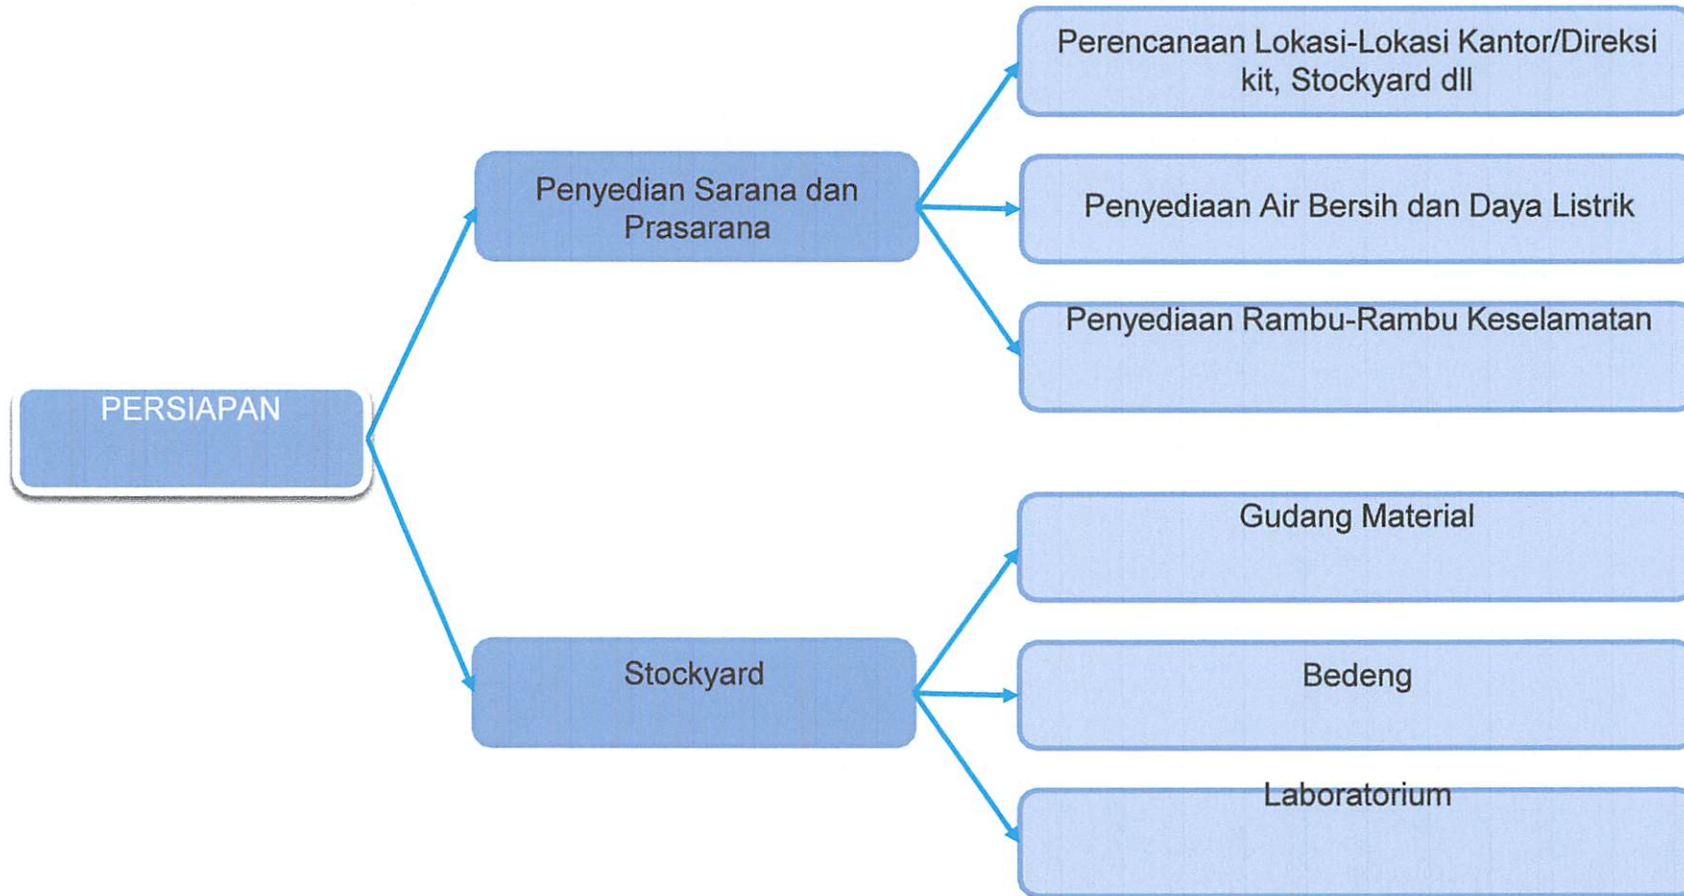 PERSIAPAN
Penyedian Sarana dan
Prasarana
Perencanaan Lokasi-Lokasi Kantor/Direksi
kit, Stockyard dll
Penyediaan Air Bersih dan Daya Listrik
Penyediaan Rambu-Rambu Keselamatan
Stockyard
Gudang Material
Bedeng
Laboratorium